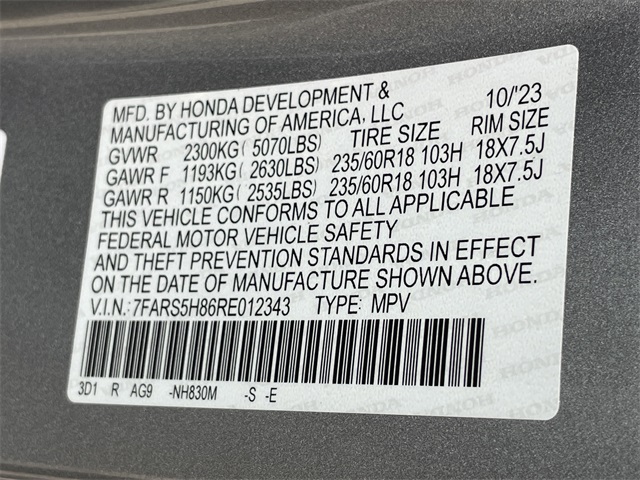 MFD. BY HONDA DEVELOPMENT & 10/'23
MANUFACTURING OF AMERICA, LLC
GVWR 2300KG ( 5070LBS) TIRE SIZE RIM SIZE
GAWR F 1193KG ( 2630LBS) 235/60R18 103H 18X7.5J
GAWR R 1150KG ( 2535LBS) 235/60R18 103H 18X7.5J
THIS VEHICLE CONFORMS TO ALL APPLICABLE
FEDERAL MOTOR VEHICLE SAFETY
AND THEFT PREVENTION STANDARDS IN EFFECT
ON THE DATE OF MANUFACTURE SHOWN ABOVE.
V.I.N.: 7FARS5H86RE012343 TYPE: MPV
3D1 R AG9 -NH830M -S -E